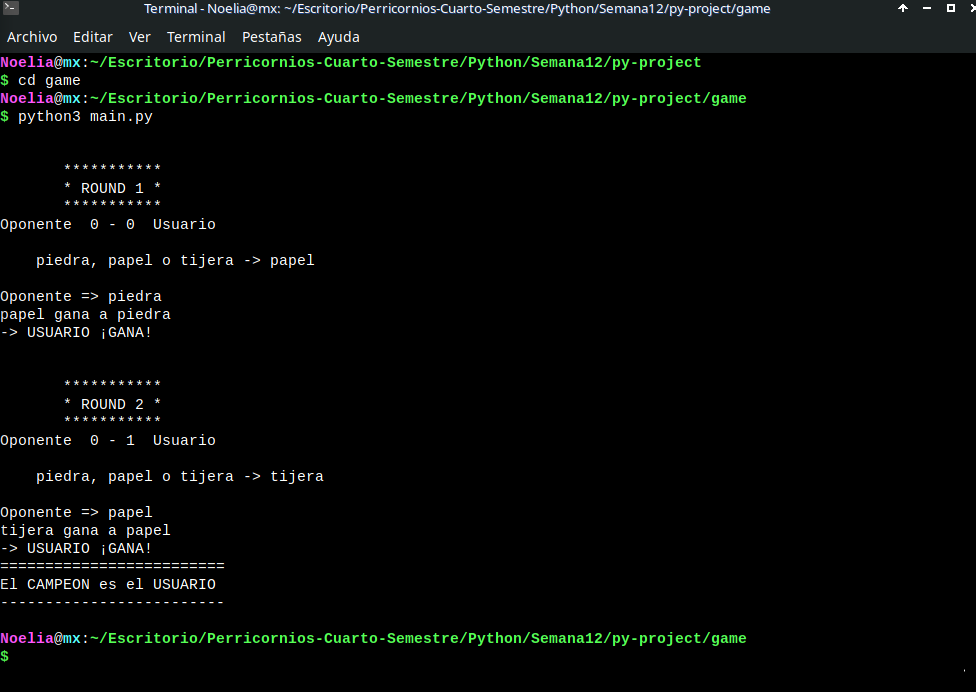 Terminal - Noelia@mx: ~/Escritorio/Perricornios-Cuarto-Semestre/Python/Semana12/py-project/game
Archivo Editar Ver Terminal Pestañas Ayuda
Noelia@mx:~/Escritorio/Perricornios-Cuarto-Semestre/Python/Semana12/py-project
$ cd game
Noelia@mx:~/Escritorio/Perricornios-Cuarto-Semestre/Python/Semana12/py-project/game
$ python3 main.py
***********
* ROUND 1 *
***********
Oponente  0 - 0  Usuario
piedra, papel o tijera -> papel
Oponente => piedra
papel gana a piedra
-> USUARIO ¡GANA!
***********
* ROUND 2 *
***********
Oponente  0 - 1  Usuario
piedra, papel o tijera -> tijera
Oponente => papel
tijera gana a papel
-> USUARIO ¡GANA!
=========================
El CAMPEON es el USUARIO
-------------------------
Noelia@mx:~/Escritorio/Perricornios-Cuarto-Semestre/Python/Semana12/py-project/game
$